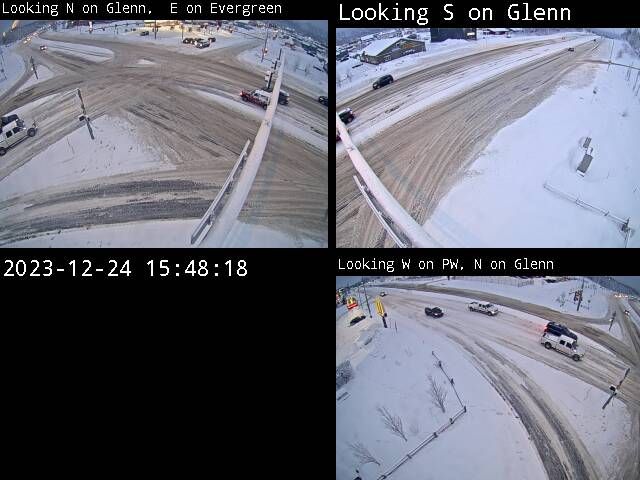 Looking N on Glenn, E on Evergreen
Looking S on Glenn
2023-12-24 15:48:18
Looking W on PW, N on Glenn